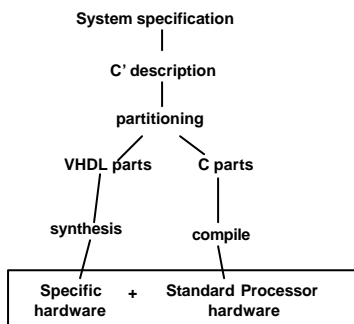 System specification
C' description
partitioning
VHDL parts
C parts
synthesis
compile
Specific
hardware
+
Standard Processor
hardware